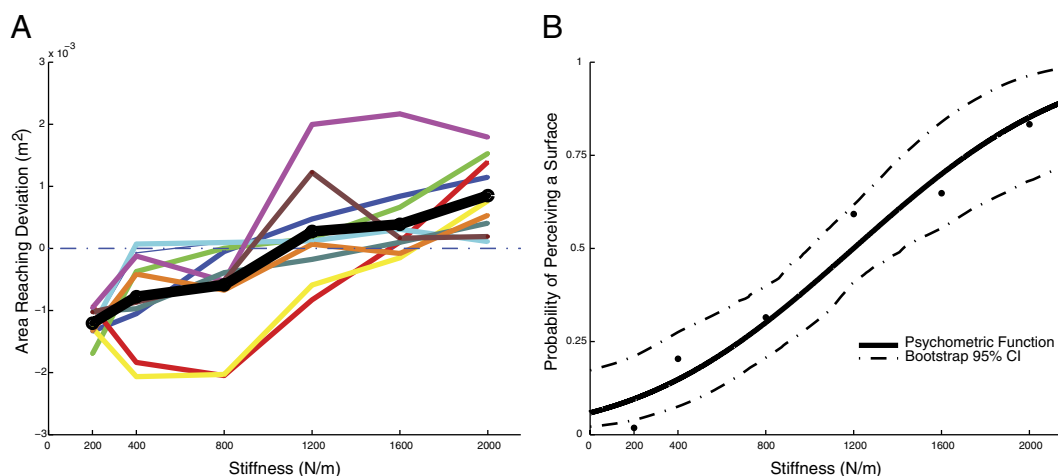 A
B
x 10⁻³
3
2
1
0
−1
−2
−3
Area Reaching Deviation (m²)
200 400 800 1200 1600 2000
Stiffness (N/m)
1
0.75
0.5
0.25
0
Probability of Perceiving a Surface
Psychometric Function
Bootstrap 95% CI
0 200 400 800 1200 1600 2000
Stiffness (N/m)